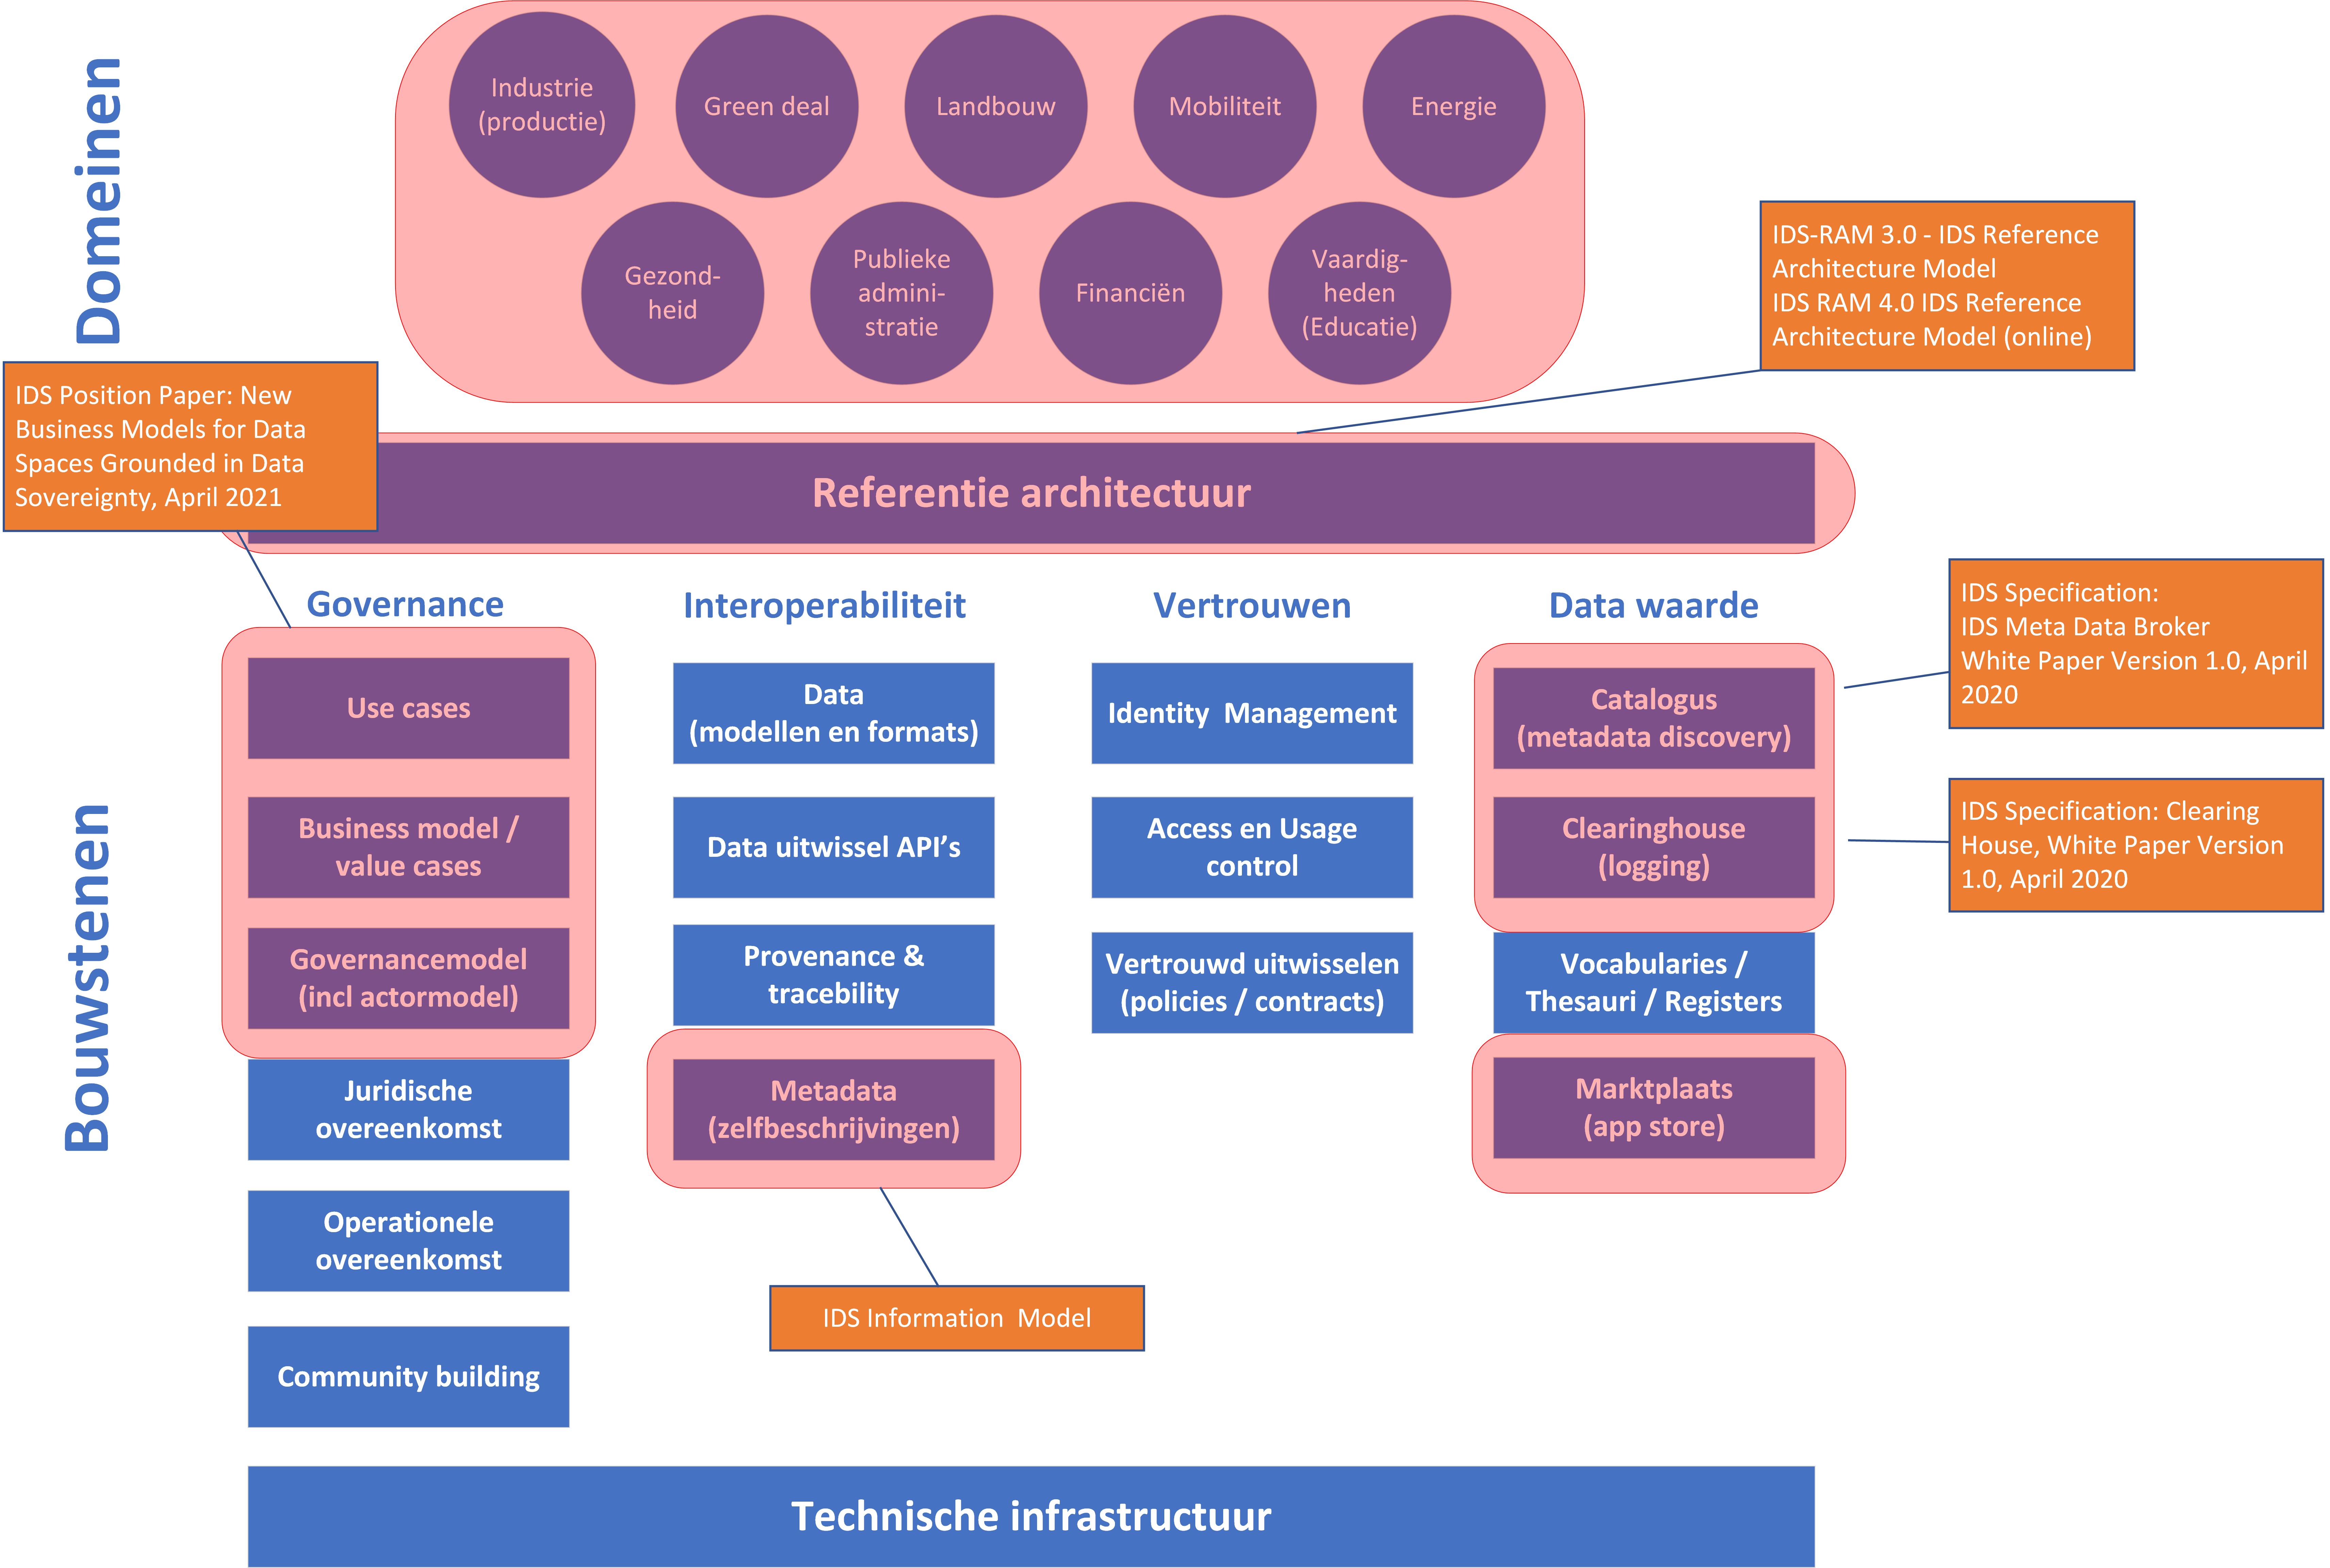 Domeinen
Industrie
(productie)
Green deal
Landbouw
Mobiliteit
Energie
Gezond-
heid
Publieke
admini-
stratie
Financiën
Vaardig-
heden
(Educatie)
IDS-RAM 3.0 - IDS Reference
Architecture Model
IDS RAM 4.0 IDS Reference
Architecture Model (online)
IDS Position Paper: New
Business Models for Data
Spaces Grounded in Data
Sovereignty, April 2021
Referentie architectuur
Bouwstenen
Governance
Use cases
Business model /
value cases
Governancemodel
(incl actormodel)
Juridische
overeenkomst
Operationele
overeenkomst
Community building
Interoperabiliteit
Data
(modellen en formats)
Data uitwissel API’s
Provenance &
tracebility
Metadata
(zelfbeschrijvingen)
IDS Information  Model
Vertrouwen
Identity  Management
Access en Usage
control
Vertrouwd uitwisselen
(policies / contracts)
Data waarde
Catalogus
(metadata discovery)
Clearinghouse
(logging)
Vocabularies /
Thesauri / Registers
Marktplaats
(app store)
IDS Specification:
IDS Meta Data Broker
White Paper Version 1.0, April
2020
IDS Specification: Clearing
House, White Paper Version
1.0, April 2020
Technische infrastructuur